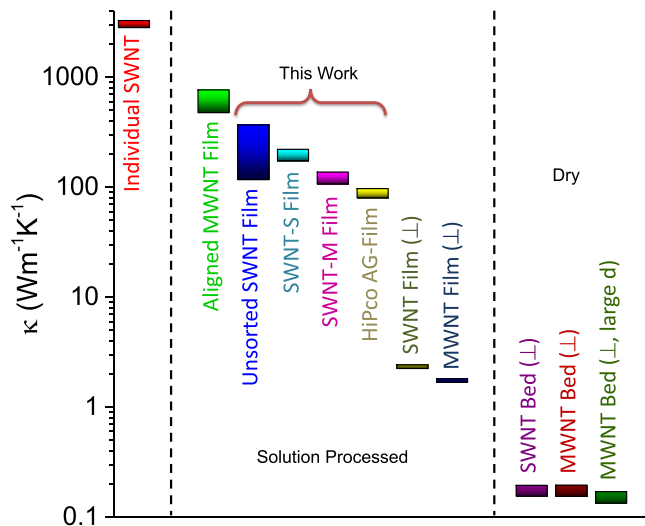 κ (Wm⁻¹K⁻¹)
1000
100
10
1
0.1
Individual SWNT
This Work
Aligned MWNT Film
Unsorted SWNT Film
SWNT-S Film
SWNT-M Film
HiPco AG-Film
SWNT Film (⊥)
MWNT Film (⊥)
Solution Processed
Dry
SWNT Bed (⊥)
MWNT Bed (⊥)
MWNT Bed (⊥, large d)